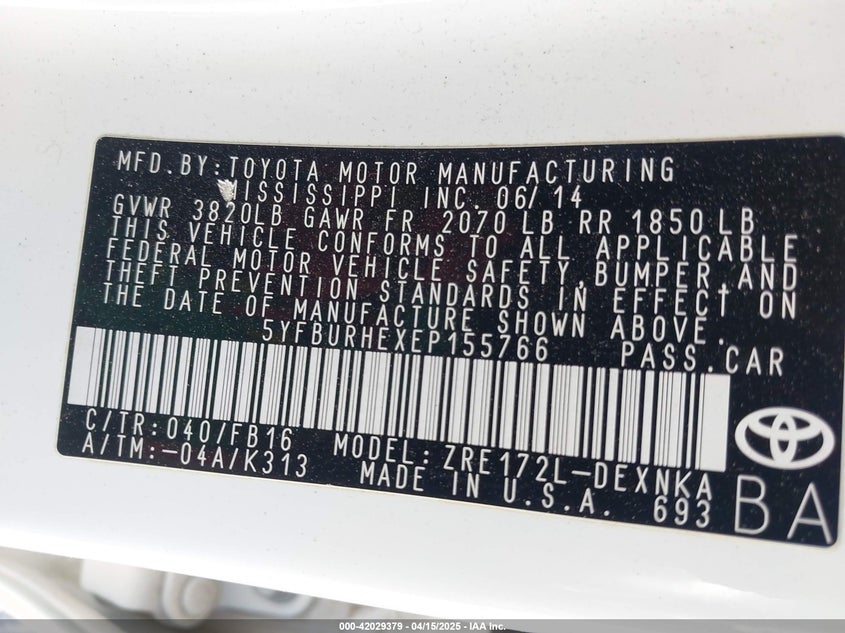 MFD.BY:TOYOTA MOTOR MANUFACTURING
MISSISSIPPI INC. 06/14
GVWR 3820LB GAWR FR 2070 LB RR 1850 LB
THIS VEHICLE CONFORMS TO ALL APPLICABLE
FEDERAL MOTOR VEHICLE SAFETY,BUMPER,AND
THEFT PREVENTION STANDARDS IN EFFECT ON
THE DATE OF MANUFACTURE SHOWN ABOVE.
5YFBURHEXEP155766 PASS.CAR
C/TR:040/FB16 MODEL:ZRE172L-DEXNKA
A/TM:-04A/K313 MADE IN U.S.A. 693
BA
000-42029379 - 04/15/2025 - IAA Inc.